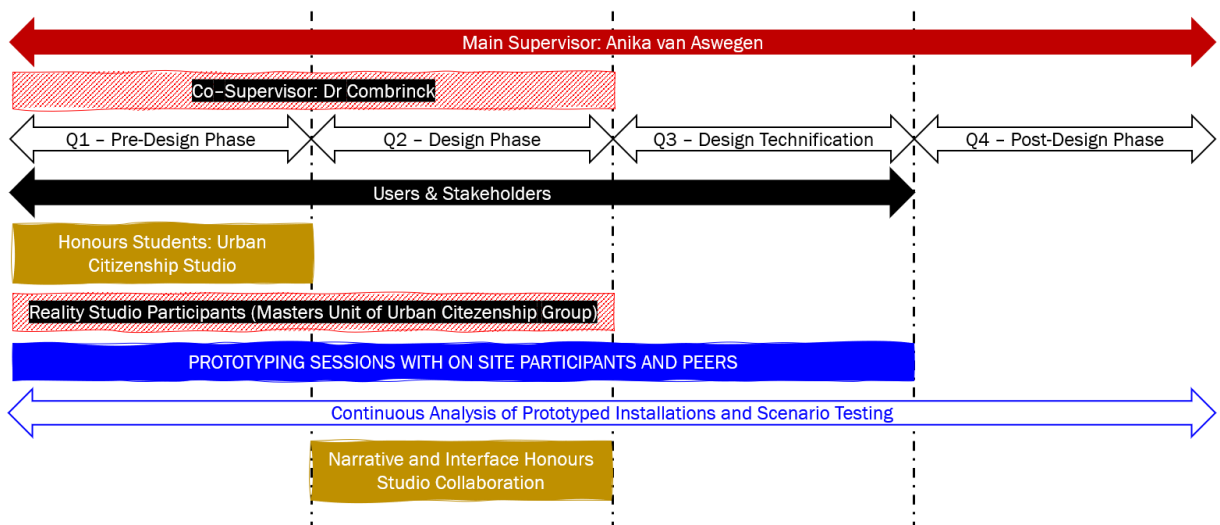 Main Supervisor: Anika van Aswegen
Co–Supervisor: Dr Combrinck
Q1 – Pre-Design Phase
Q2 – Design Phase
Q3 – Design Technification
Q4 – Post-Design Phase
Users & Stakeholders
Honours Students: Urban
Citizenship Studio
Reality Studio Participants (Masters Unit of Urban Citezenship Group)
PROTOTYPING SESSIONS WITH ON SITE PARTICIPANTS AND PEERS
Continuous Analysis of Prototyped Installations and Scenario Testing
Narrative and Interface Honours
Studio Collaboration